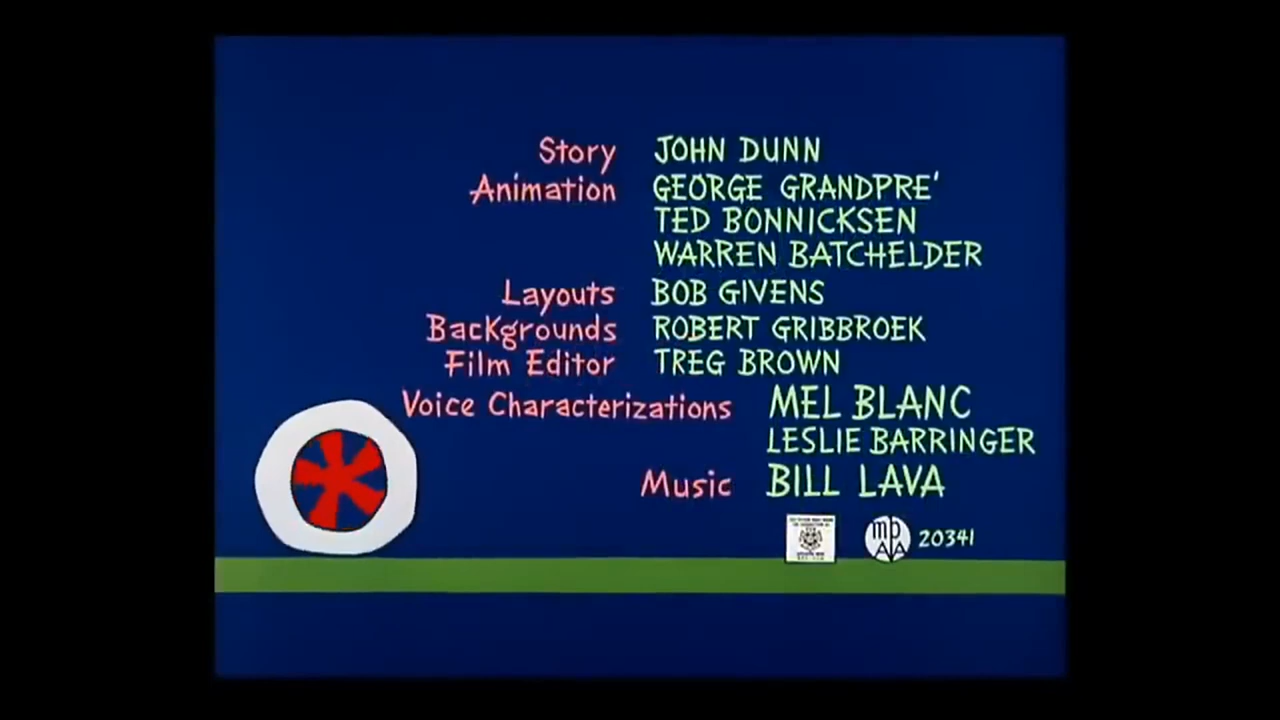 Story JOHN DUNN
Animation GEORGE GRANDPRE'
TED BONNICKSEN
WARREN BATCHELDER
Layouts BOB GIVENS
Backgrounds ROBERT GRIBBROEK
Film Editor TREG BROWN
Voice Characterizations MEL BLANC
LESLIE BARRINGER
Music BILL LAVA
mpAA 20341